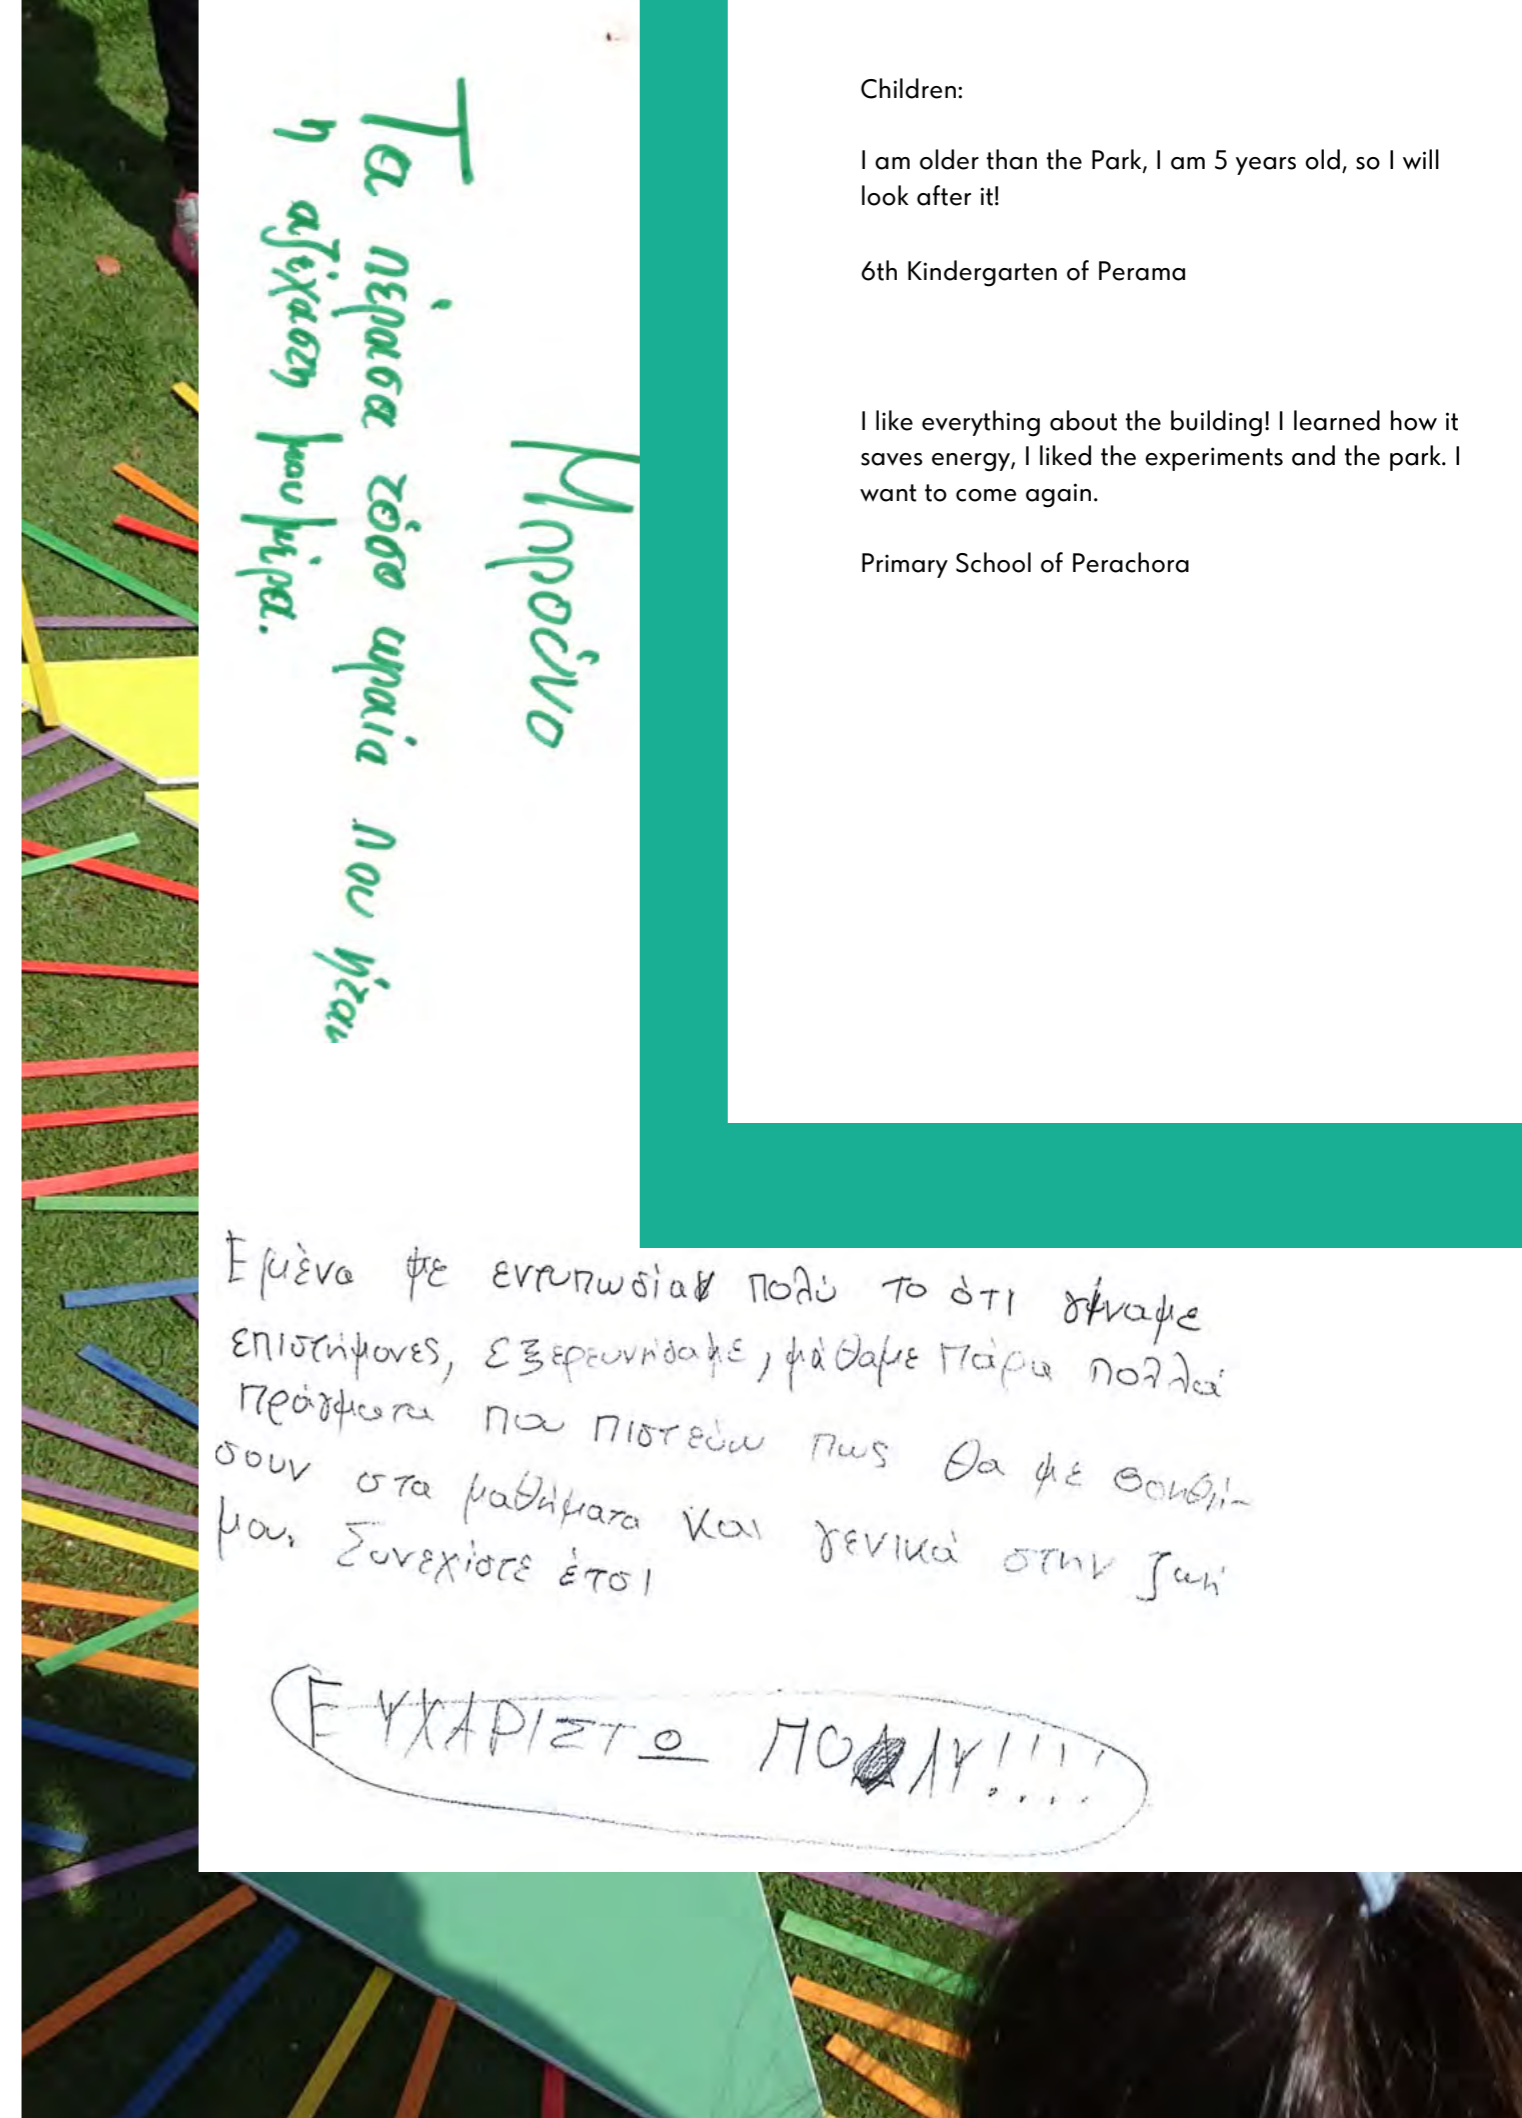 Τα πέρασα τόσο ωραία που ήταν
η αξέχαστη μου μέρα.
Children:
I am older than the Park, I am 5 years old, so I will
look after it!
6th Kindergarten of Perama
I like everything about the building! I learned how it
saves energy, I liked the experiments and the park. I
want to come again.
Primary School of Perachora
Εμένα με πολύ το ότι γίναμε
επιστήμονες, εξερευνήσαμε, μάθαμε πάρα πολλά
πράγματα που πιστεύω πως θα με βοηθή-
σουν στα μαθήματα και γενικά στην ζωή
μου. Συνεχίστε έτσι
ΕΥΧΑΡΙΣΤΩ ΠΟΛΥ!!!!